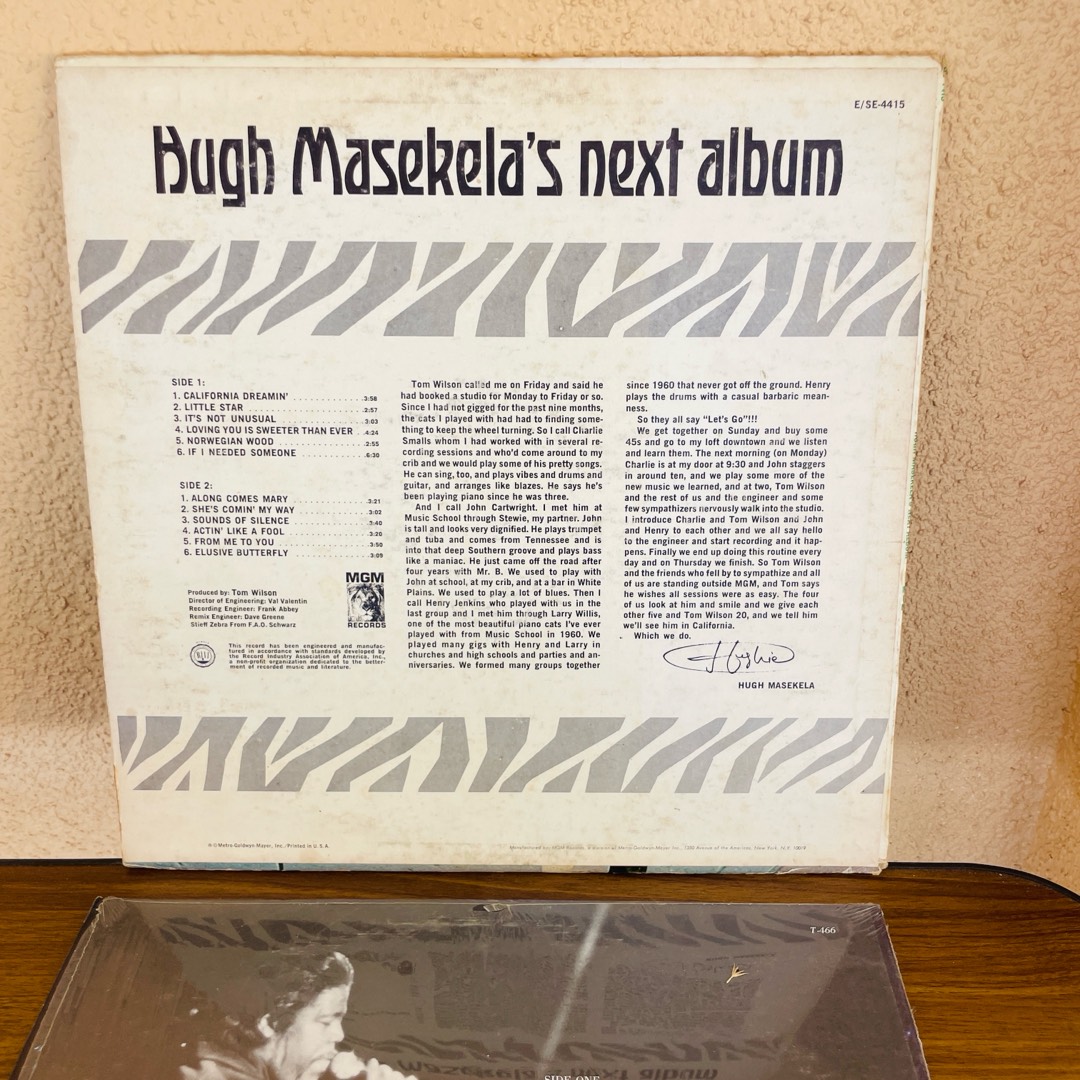 E/SE-4415
Hugh Masekela's next album
SIDE 1:
1. CALIFORNIA DREAMIN' 3:58
2. LITTLE STAR 2:57
3. IT'S NOT UNUSUAL 3:03
4. LOVING YOU IS SWEETER THAN EVER 4:24
5. NORWEGIAN WOOD 2:55
6. IF I NEEDED SOMEONE 6:30
SIDE 2:
1. ALONG COMES MARY 3:21
2. SHE'S COMIN' MY WAY 3:02
3. SOUNDS OF SILENCE 3:40
4. ACTIN' LIKE A FOOL 3:20
5. FROM ME TO YOU 3:50
6. ELUSIVE BUTTERFLY 3:09
Produced by: Tom Wilson
Director of Engineering: Val Valentin
Recording Engineer: Frank Abbey
Remix Engineer: Dave Greene
Stieff Zebra From F.A.O. Schwarz
MGM
RECORDS
This record has been engineered and manufac-
tured in accordance with standards developed by
the Record Industry Association of America, Inc.,
a non-profit organization dedicated to the better-
ment of recorded music and literature.
Tom Wilson called me on Friday and said he
had booked a studio for Monday to Friday or so.
Since I had not gigged for the past nine months,
the cats I played with had had to finding some-
thing to keep the wheel turning. So I call Charlie
Smalls whom I had worked with in several re-
cording sessions and who'd come around to my
crib and we would play some of his pretty songs.
He can sing, too, and plays vibes and drums and
guitar, and arranges like blazes. He says he's
been playing piano since he was three.
And I call John Cartwright. I met him at
Music School through Stewie, my partner. John
is tall and looks very dignified. He plays trumpet
and tuba and comes from Tennessee and is
into that deep Southern groove and plays bass
like a maniac. He just came off the road after
four years with Mr. B. We used to play with
John at school, at my crib, and at a bar in White
Plains. We used to play a lot of blues. Then I
call Henry Jenkins who played with us in the
last group and I met him through Larry Willis,
one of the most beautiful piano cats I've ever
played with from Music School in 1960. We
played many gigs with Henry and Larry in
churches and high schools and parties and an-
niversaries. We formed many groups together
since 1960 that never got off the ground. Henry
plays the drums with a casual barbaric mean-
ness.
So they all say "Let's Go"!!!
We get together on Sunday and buy some
45s and go to my loft downtown and we listen
and learn them. The next morning (on Monday)
Charlie is at my door at 9:30 and John staggers
in around ten, and we play some more of the
new music we learned, and at two, Tom Wilson
and the rest of us and the engineer and some
few sympathizers nervously walk into the studio.
I introduce Charlie and Tom Wilson and John
and Henry to each other and we all say hello
to the engineer and start recording and it hap-
pens. Finally we end up doing this routine every
day and on Thursday we finish. So Tom Wilson
and the friends who fell by to sympathize and all
of us are standing outside MGM, and Tom says
he wishes all sessions were as easy. The four
of us look at him and smile and we give each
other five and Tom Wilson 20, and we tell him
we'll see him in California.
Which we do.
Hughie
HUGH MASEKELA
Metro-Goldwyn-Mayer, Inc./Printed in U.S.A.
T-466
SIDE ONE